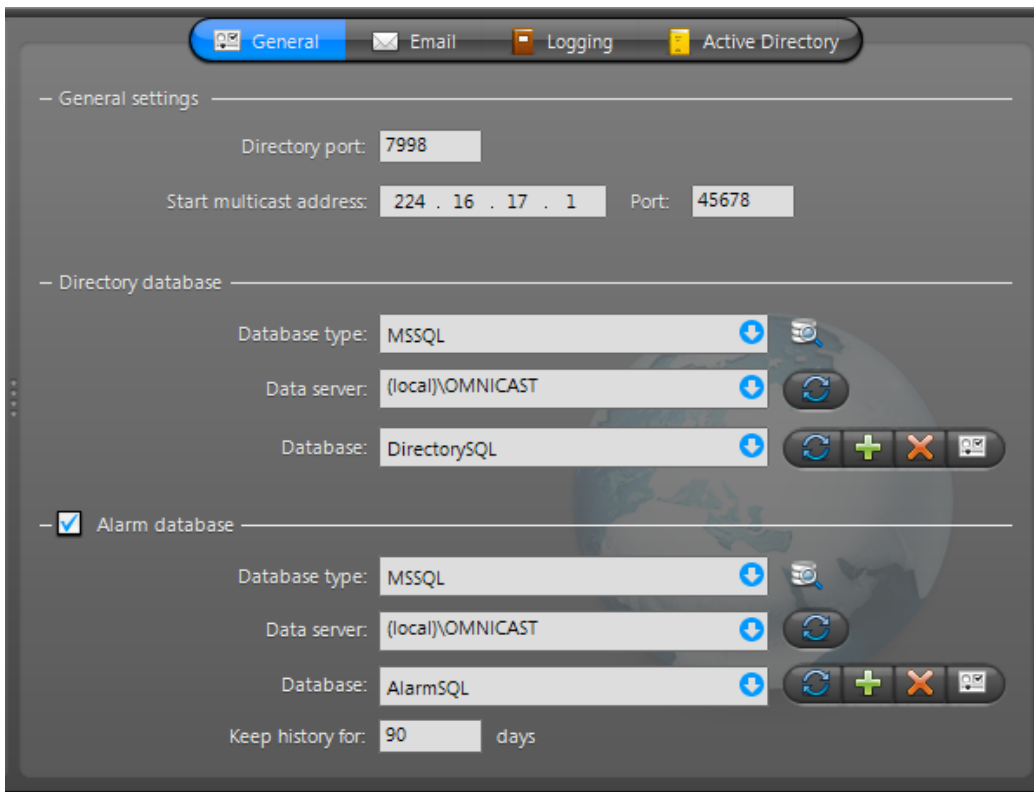 General Email Logging Active Directory
General settings
Directory port: 7998
Start multicast address: 224 . 16 . 17 . 1 Port: 45678
Directory database
Database type: MSSQL
Data server: (local)\OMNICAST
Database: DirectorySQL
Alarm database
Database type: MSSQL
Data server: (local)\OMNICAST
Database: AlarmSQL
Keep history for: 90 days